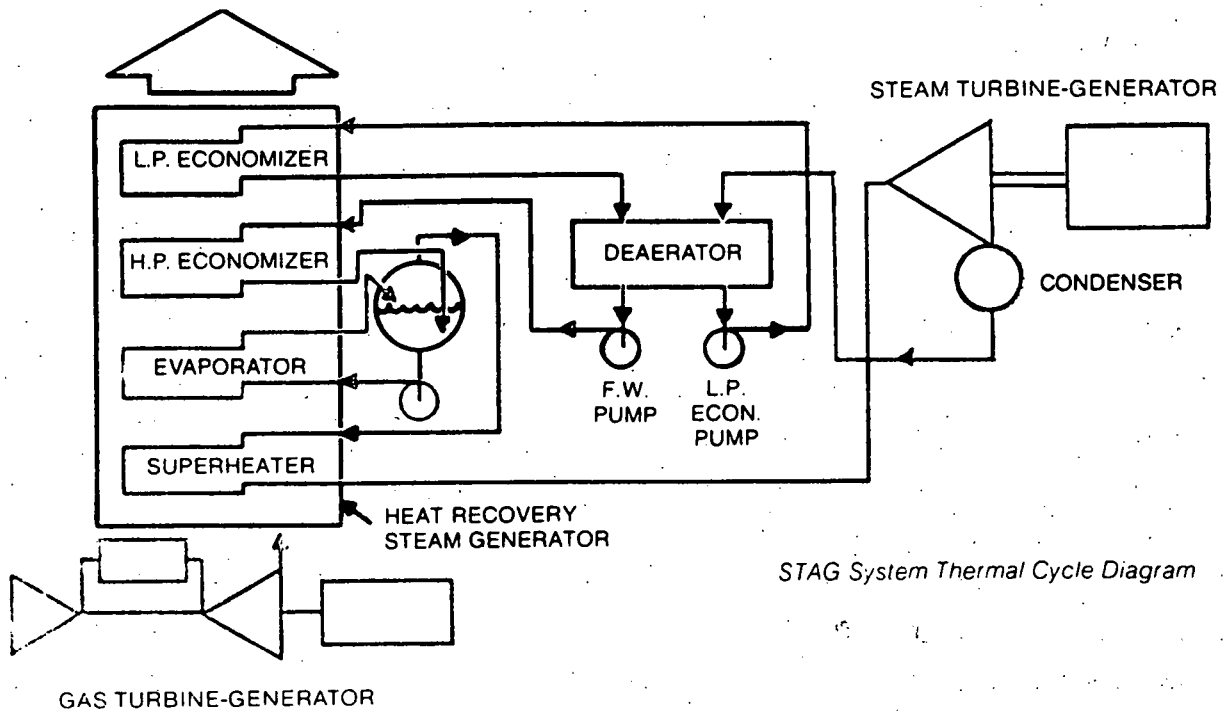 STEAM TURBINE-GENERATOR
L.P. ECONOMIZER
H.P. ECONOMIZER
DEAERATOR
CONDENSER
EVAPORATOR
F.W.
PUMP
L.P.
ECON.
PUMP
SUPERHEATER
HEAT RECOVERY
STEAM GENERATOR
STAG System Thermal Cycle Diagram
GAS TURBINE-GENERATOR